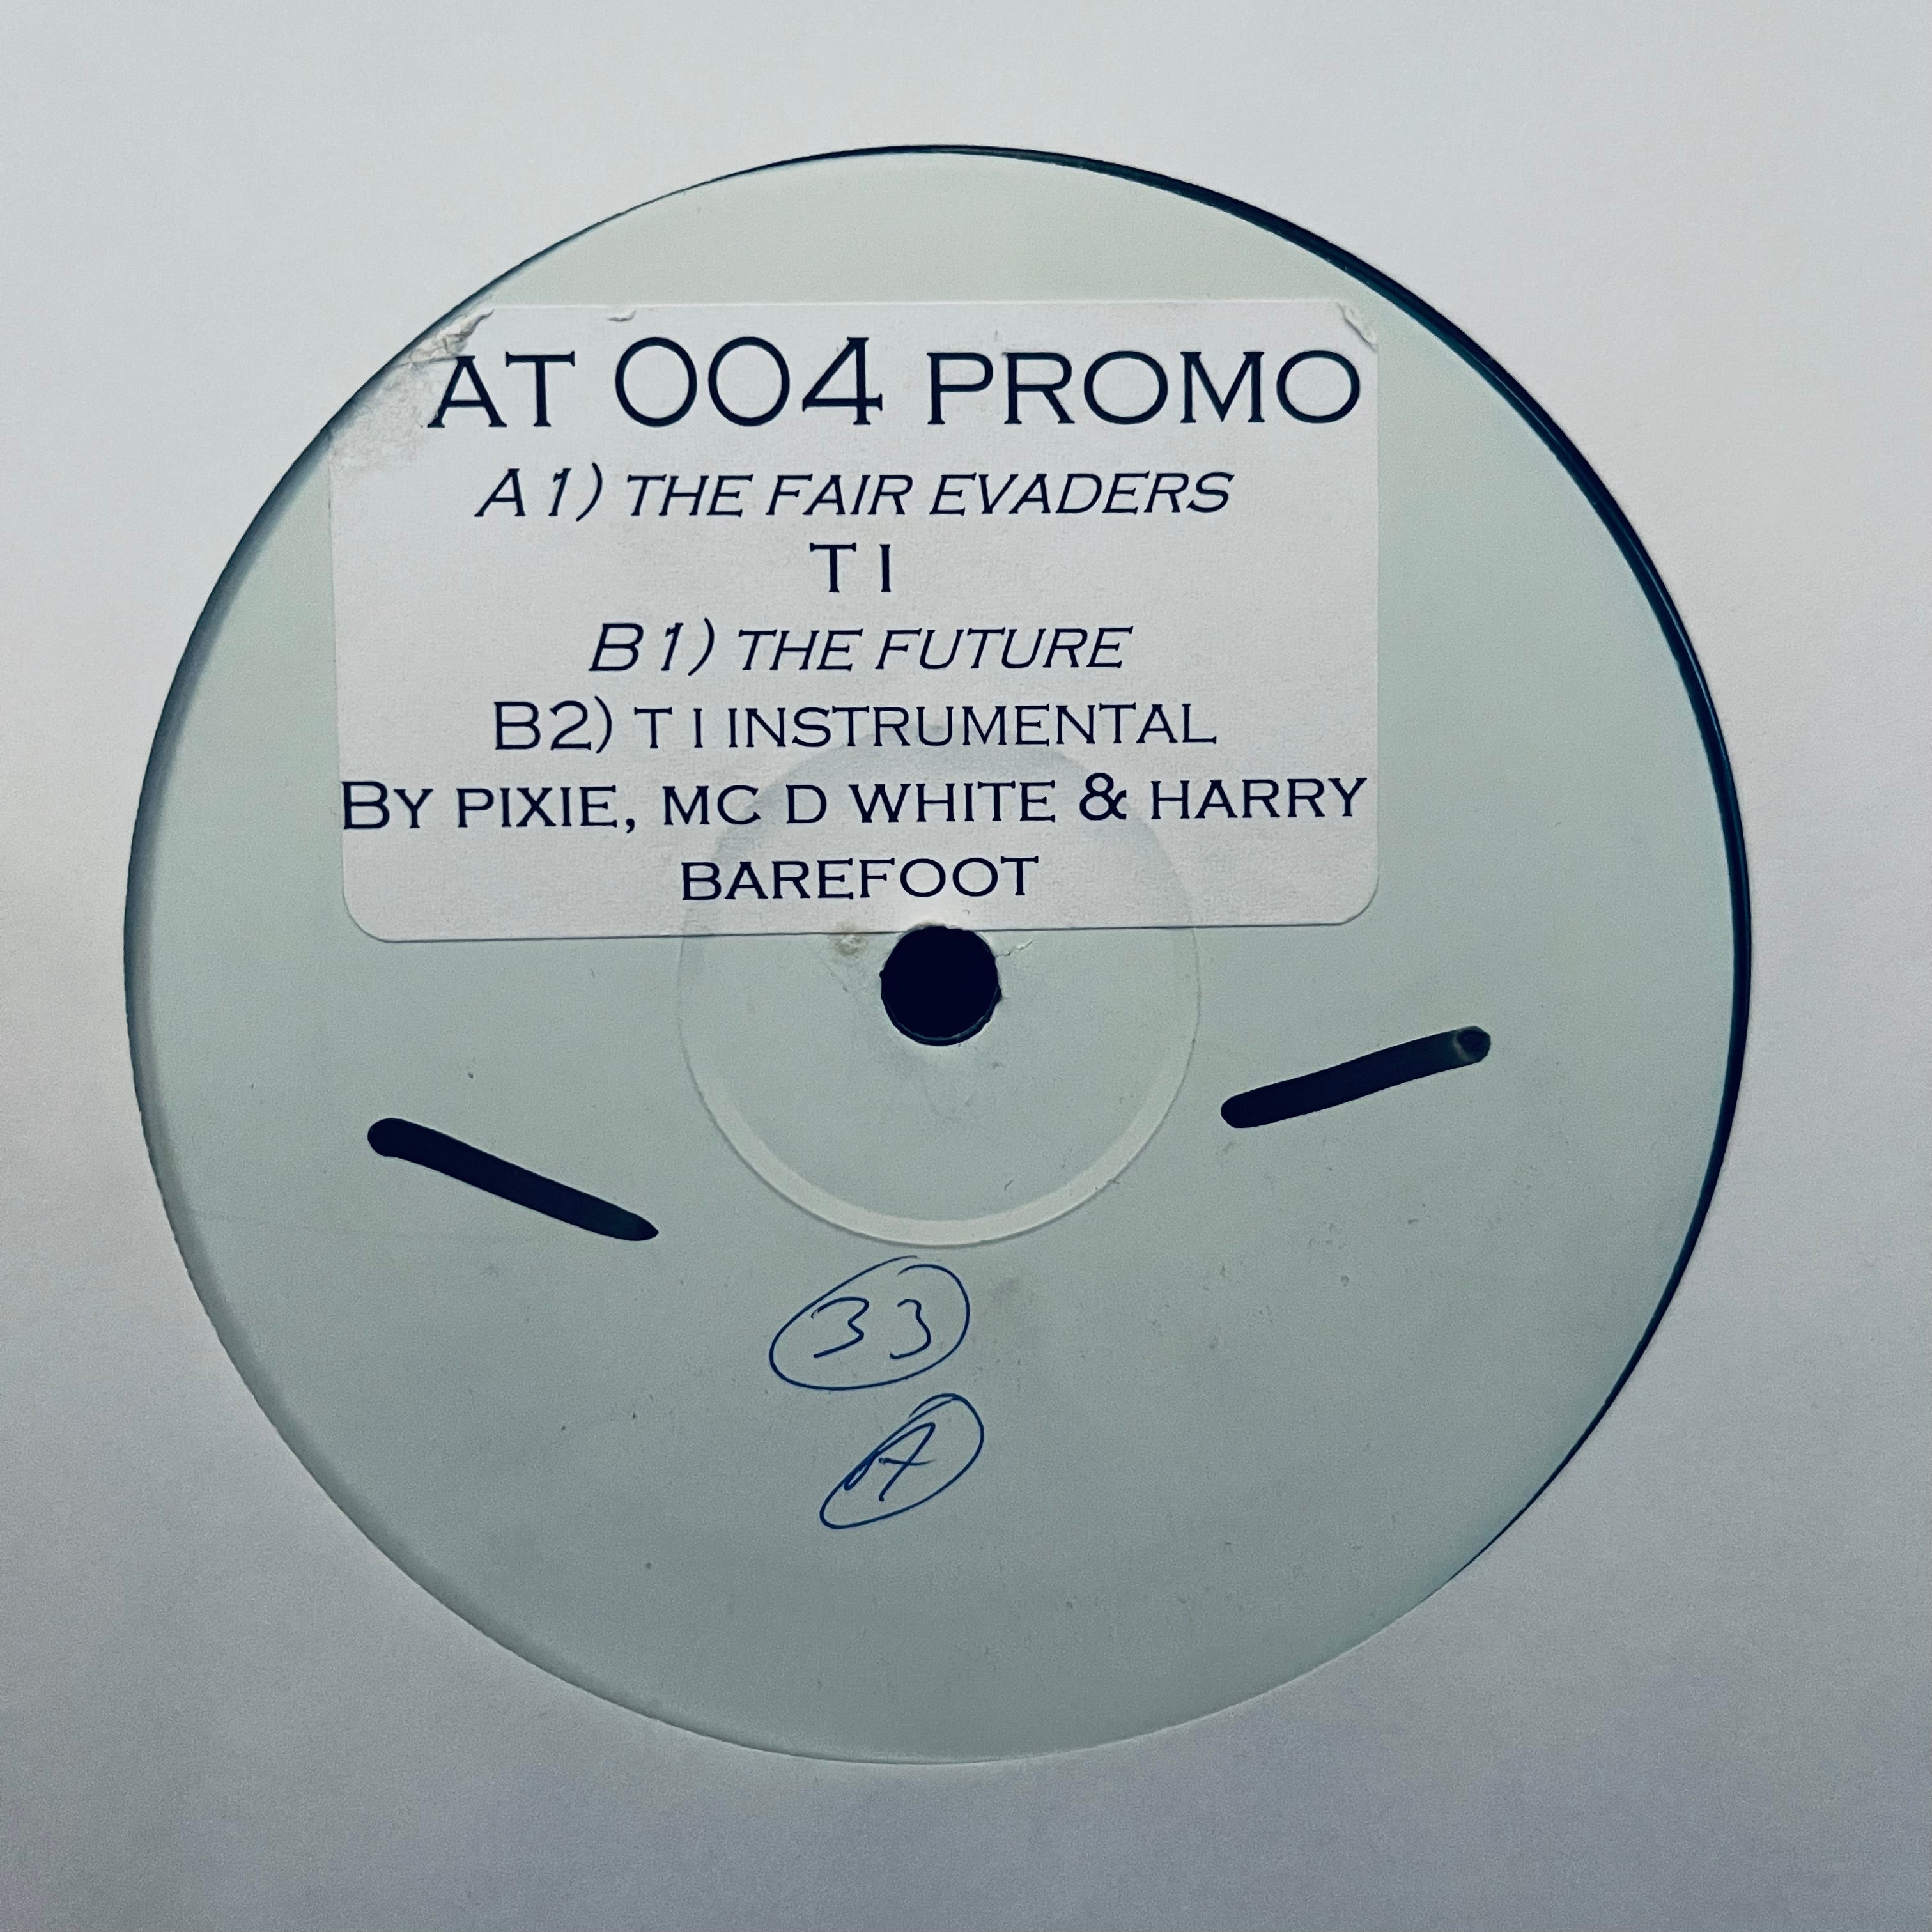 AT 004 PROMO
A1) THE FAIR EVADERS
T I
B1) THE FUTURE
B2) T I INSTRUMENTAL
BY PIXIE, MC D WHITE & HARRY
BAREFOOT
33
A